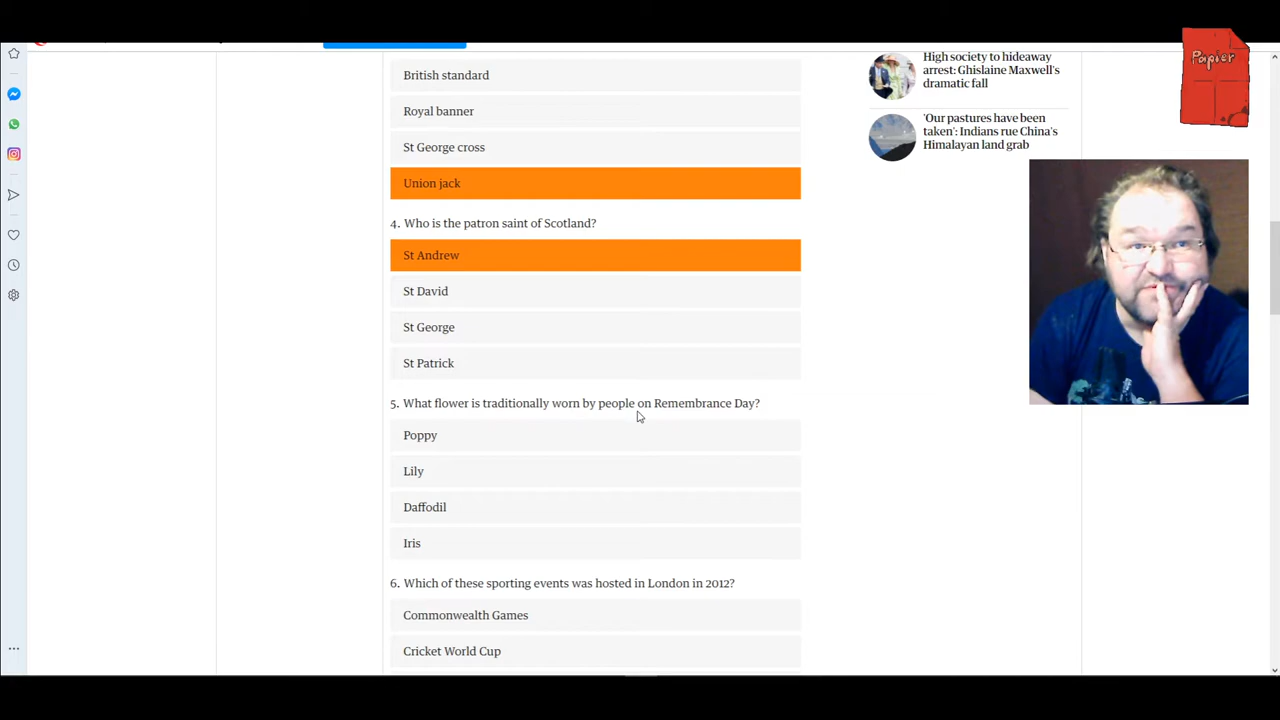 Papier
British standard
Royal banner
St George cross
Union jack
4. Who is the patron saint of Scotland?
St Andrew
St David
St George
St Patrick
5. What flower is traditionally worn by people on Remembrance Day?
Poppy
Lily
Daffodil
Iris
6. Which of these sporting events was hosted in London in 2012?
Commonwealth Games
Cricket World Cup
High society to hideaway
arrest: Ghislaine Maxwell's
dramatic fall
'Our pastures have been
taken': Indians rue China's
Himalayan land grab